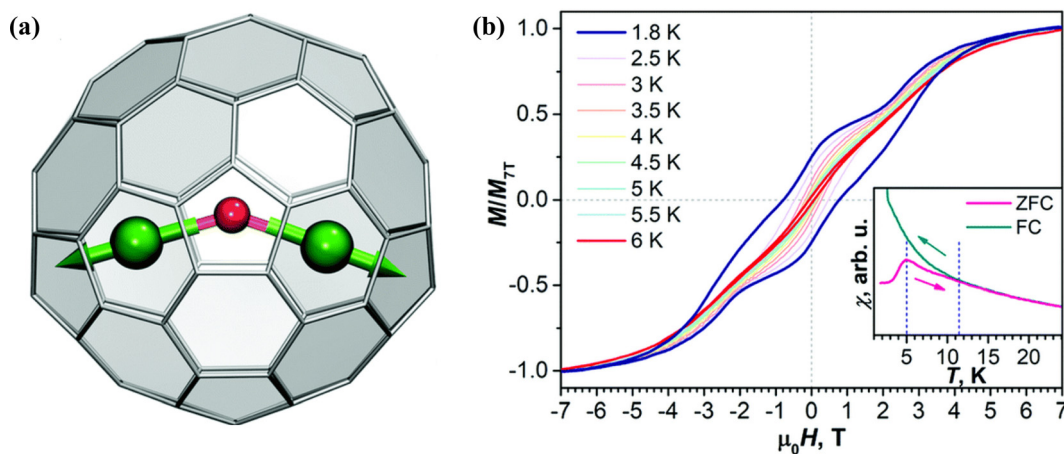 (a)
(b)
1.0
0.5
0.0
-0.5
-1.0
M/M7T
1.8 K
2.5 K
3 K
3.5 K
4 K
4.5 K
5 K
5.5 K
6 K
ZFC
FC
χ, arb. u.
5 10 15 20
T, K
-7 -6 -5 -4 -3 -2 -1 0 1 2 3 4 5 6 7
μ0H, T